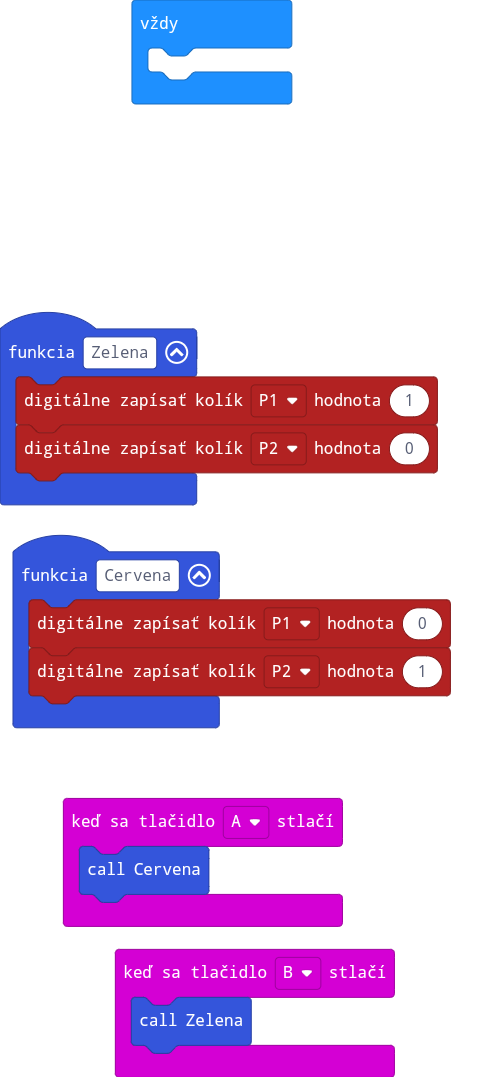 vždy
funkcia Zelena
digitálne zapísať kolík P1 hodnota 1
digitálne zapísať kolík P2 hodnota 0
funkcia Cervena
digitálne zapísať kolík P1 hodnota 0
digitálne zapísať kolík P2 hodnota 1
keď sa tlačidlo A stlačí
call Cervena
keď sa tlačidlo B stlačí
call Zelena